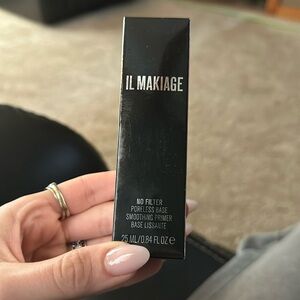 IL MAKIAGE
NO FILTER
PORELESS BASE
SMOOTHING PRIMER
BASE LISSANTE
25 ML/0.84 FL OZ e